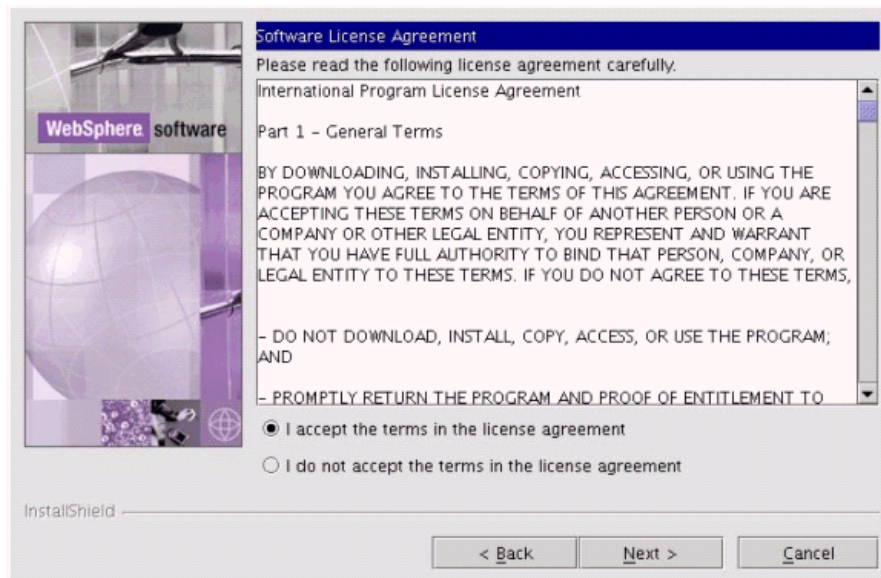 Software License Agreement
Please read the following license agreement carefully.
International Program License Agreement
Part 1 – General Terms
BY DOWNLOADING, INSTALLING, COPYING, ACCESSING, OR USING THE
PROGRAM YOU AGREE TO THE TERMS OF THIS AGREEMENT. IF YOU ARE
ACCEPTING THESE TERMS ON BEHALF OF ANOTHER PERSON OR A
COMPANY OR OTHER LEGAL ENTITY, YOU REPRESENT AND WARRANT
THAT YOU HAVE FULL AUTHORITY TO BIND THAT PERSON, COMPANY, OR
LEGAL ENTITY TO THESE TERMS. IF YOU DO NOT AGREE TO THESE TERMS,
– DO NOT DOWNLOAD, INSTALL, COPY, ACCESS, OR USE THE PROGRAM;
AND
– PROMPTLY RETURN THE PROGRAM AND PROOF OF ENTITLEMENT TO
WebSphere software
I accept the terms in the license agreement
I do not accept the terms in the license agreement
InstallShield
< Back
Next >
Cancel